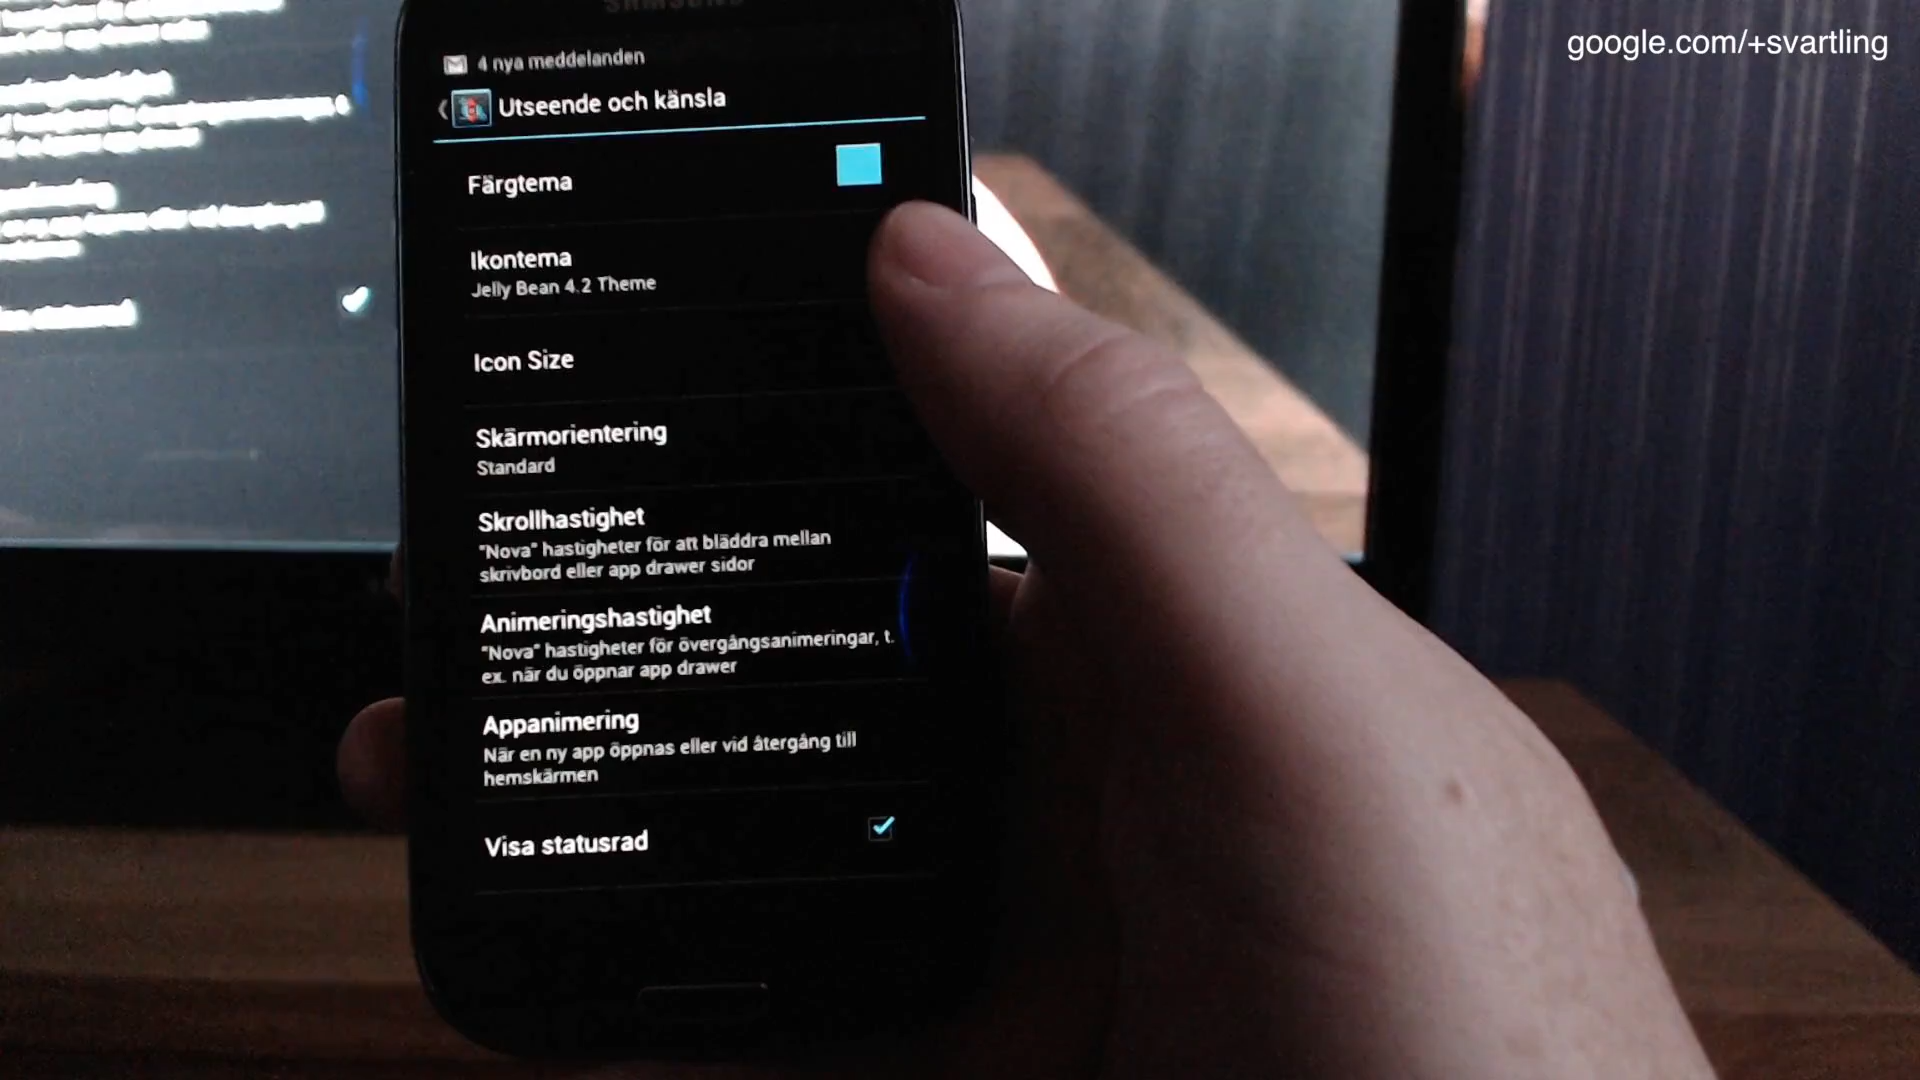 google.com/+svartling
SAMSUNG
4 nya meddelanden
Utseende och känsla
Färgtema
Ikontema
Jelly Bean 4.2 Theme
Icon Size
Skärmorientering
Standard
Skrollhastighet
"Nova" hastigheter för att bläddra mellan
skrivbord eller app drawer sidor
Animeringshastighet
"Nova" hastigheter för övergångsanimeringar, t.
ex. när du öppnar app drawer
Appanimering
När en ny app öppnas eller vid återgång till
hemskärmen
Visa statusrad